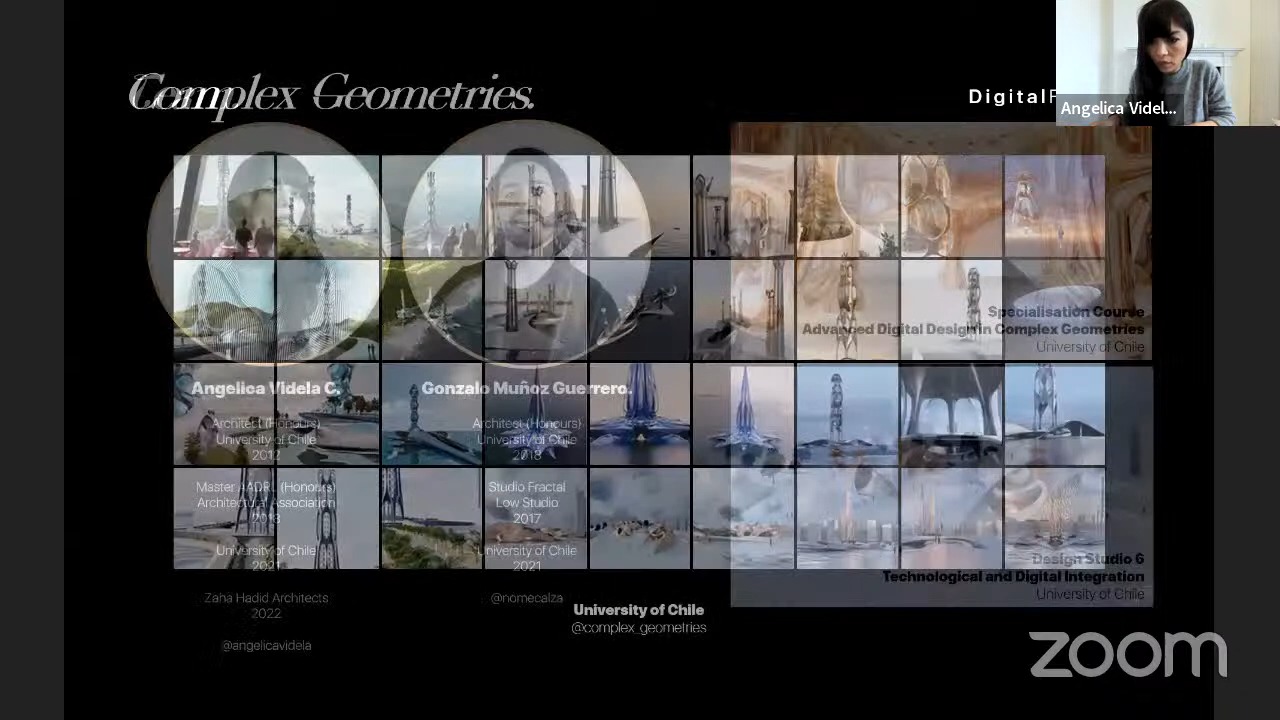 Complex Geometries.
Angelica Videl...
Specialisation Course
Advanced Digital Design in Complex Geometries
University of Chile
Angelica Videla C.
Architect (Honours)
University of Chile
2012
Master AADRL (Honours)
Architectural Association
2018
University of Chile
2021
Zaha Hadid Architects
2022
@angelicavidela
Gonzalo Muñoz Guerrero.
Architect (Honours)
University of Chile
2018
Studio Fractal
Low Studio
2017
University of Chile
2021
@nomecalza
University of Chile
@complex_geometries
Design Studio 6
Technological and Digital Integration
University of Chile
zoom